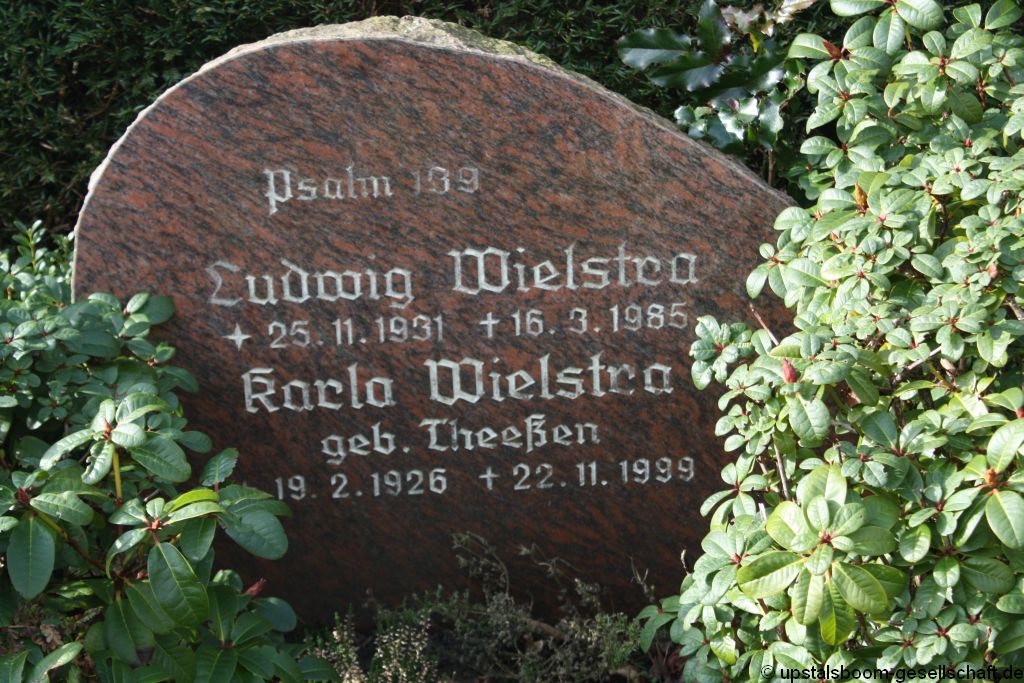 Psalm 139
Ludwig Wielstra
25. 11. 1931 † 16. 3. 1985
Karla Wielstra
geb. Theeßen
19. 2. 1926 † 22. 11. 1999
© upstalsboom-gesellschaft.de